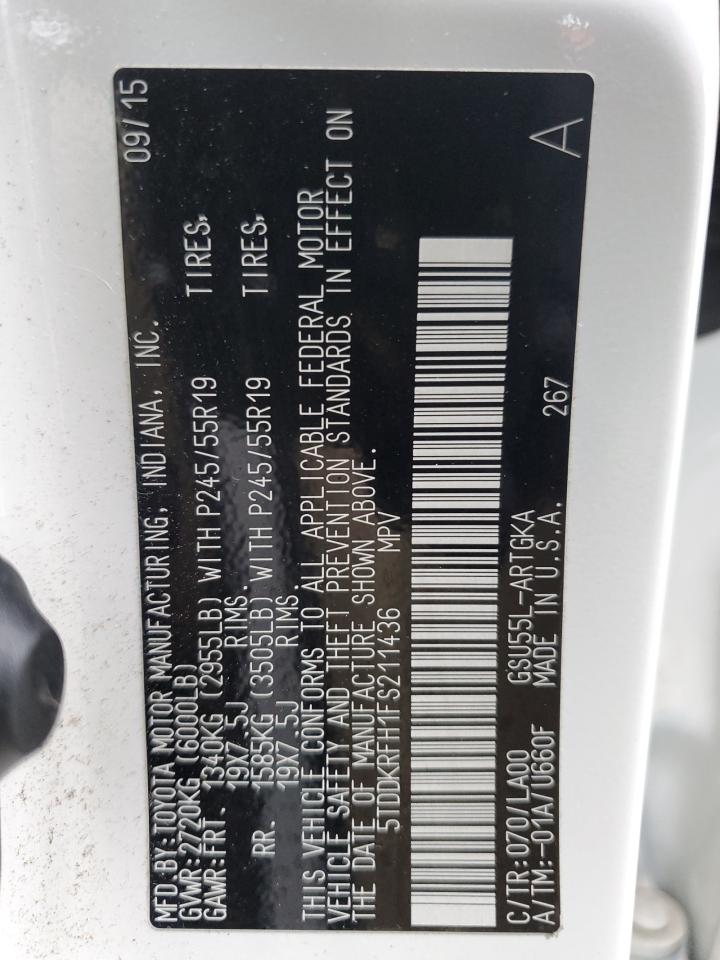 MFD.BY:TOYOTA MOTOR MANUFACTURING, INDIANA, INC. 09/15
GVWR:2720KG (6000LB)
GAWR:FRT. 1340KG (2955LB) WITH P245/55R19 TIRES,
19X7.5J RIMS.
RR. 1585KG (3505LB) WITH P245/55R19 TIRES,
19X7.5J RIMS.
THIS VEHICLE CONFORMS TO ALL APPLICABLE FEDERAL MOTOR
VEHICLE SAFETY AND THEFT PREVENTION STANDARDS IN EFFECT ON
THE DATE OF MANUFACTURE SHOWN ABOVE.
5TDDKRFH1FS211436 MPV
C/TR:070/LA00 GSU55L-ARTGKA 267 A
A/TM:-01A/U660F MADE IN U.S.A.